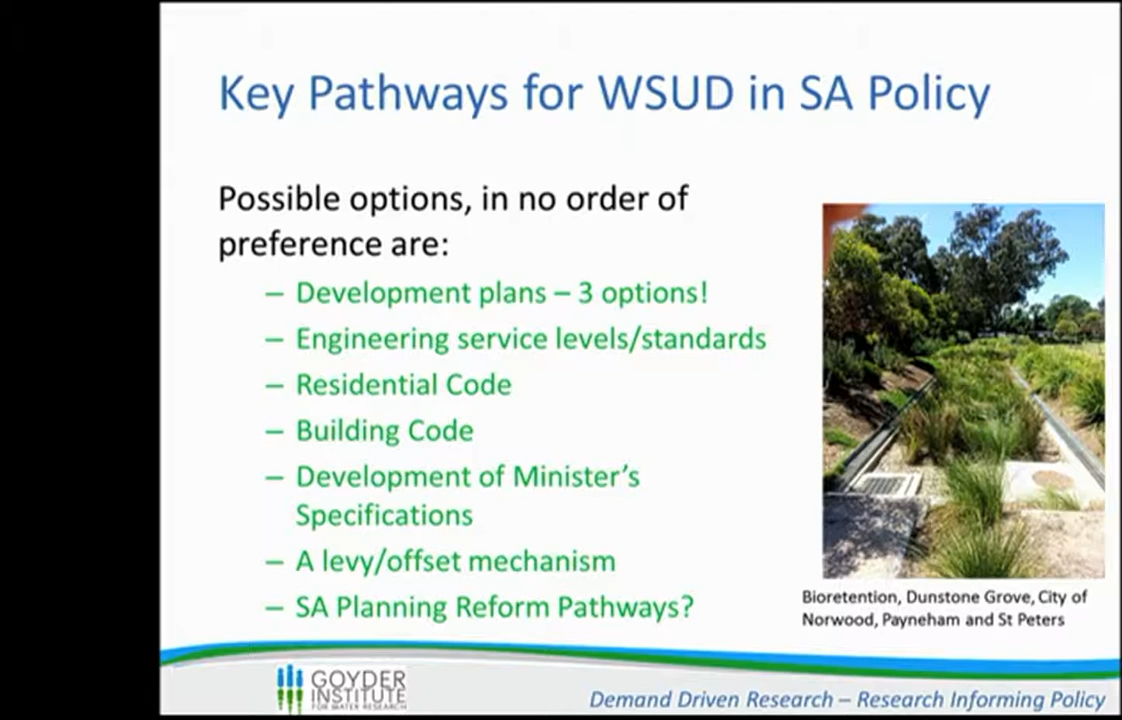 Key Pathways for WSUD in SA Policy
Possible options, in no order of
preference are:
– Development plans – 3 options!
– Engineering service levels/standards
– Residential Code
– Building Code
– Development of Minister's
Specifications
– A levy/offset mechanism
– SA Planning Reform Pathways?
Bioretention, Dunstone Grove, City of
Norwood, Payneham and St Peters
GOYDER
INSTITUTE
FOR WATER RESEARCH
Demand Driven Research – Research Informing Policy